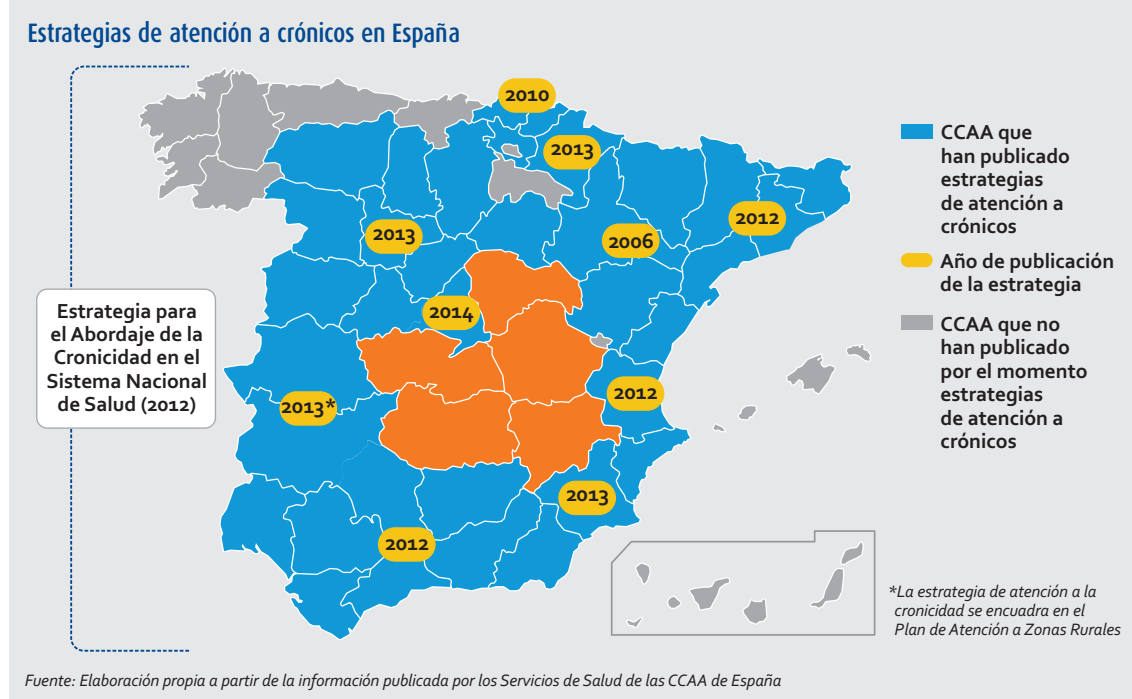 Estrategias de atención a crónicos en España
2010
2013
2012
2013
2006
2014
2013*
2012
2013
2012
Estrategia para
el Abordaje de la
Cronicidad en el
Sistema Nacional
de Salud (2012)
CCAA que
han publicado
estrategias
de atención a
crónicos
Año de publicación
de la estrategia
CCAA que no
han publicado
por el momento
estrategias
de atención a
crónicos
*La estrategia de atención a la
cronicidad se encuadra en el
Plan de Atención a Zonas Rurales
Fuente: Elaboración propia a partir de la información publicada por los Servicios de Salud de las CCAA de España